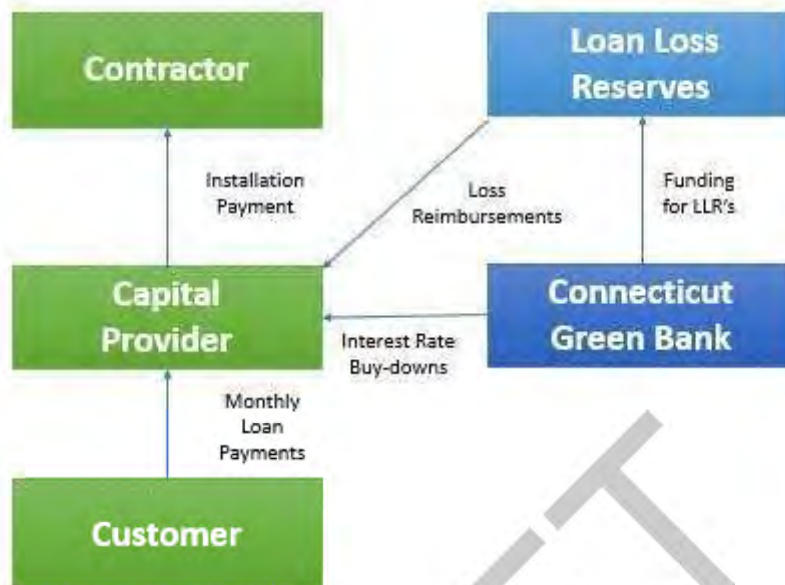 Contractor
Loan Loss
Reserves
Installation
Payment
Loss
Reimbursements
Funding
for LLR's
Capital
Provider
Connecticut
Green Bank
Interest Rate
Buy-downs
Monthly
Loan
Payments
Customer